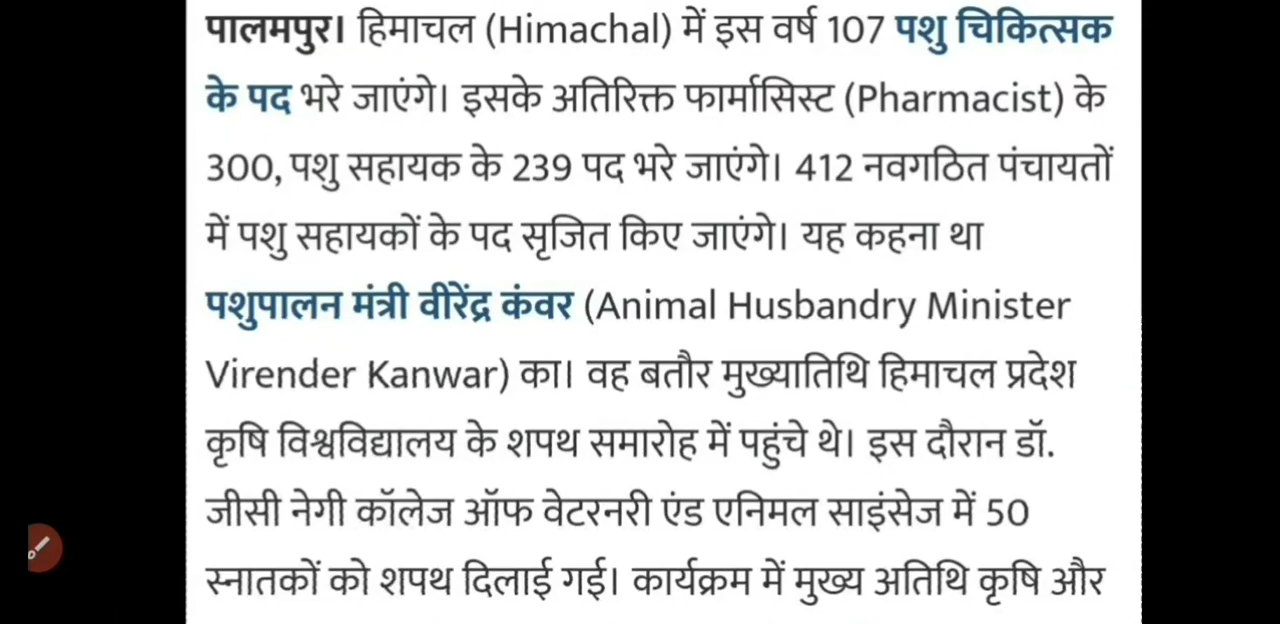 पालमपुर। हिमाचल (Himachal) में इस वर्ष 107 पशु चिकित्सक
के पद भरे जाएंगे। इसके अतिरिक्त फार्मासिस्ट (Pharmacist) के
300, पशु सहायक के 239 पद भरे जाएंगे। 412 नवगठित पंचायतों
में पशु सहायकों के पद सृजित किए जाएंगे। यह कहना था
पशुपालन मंत्री वीरेंद्र कंवर (Animal Husbandry Minister
Virender Kanwar) का। वह बतौर मुख्यातिथि हिमाचल प्रदेश
कृषि विश्वविद्यालय के शपथ समारोह में पहुंचे थे। इस दौरान डॉ.
जीसी नेगी कॉलेज ऑफ वेटरनरी एंड एनिमल साइंसेज में 50
स्नातकों को शपथ दिलाई गई। कार्यक्रम में मुख्य अतिथि कृषि और